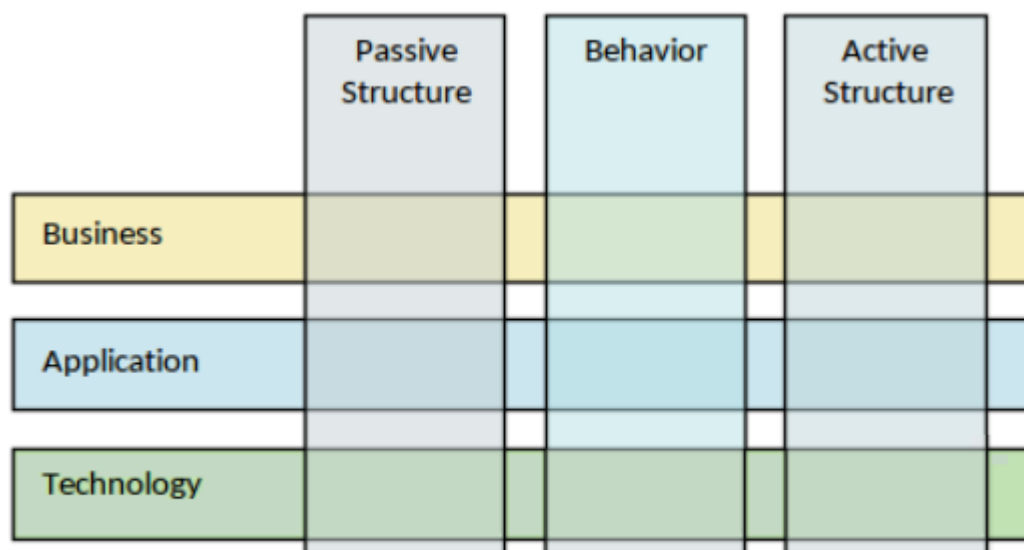 Passive
Structure
Behavior
Active
Structure
Business
Application
Technology